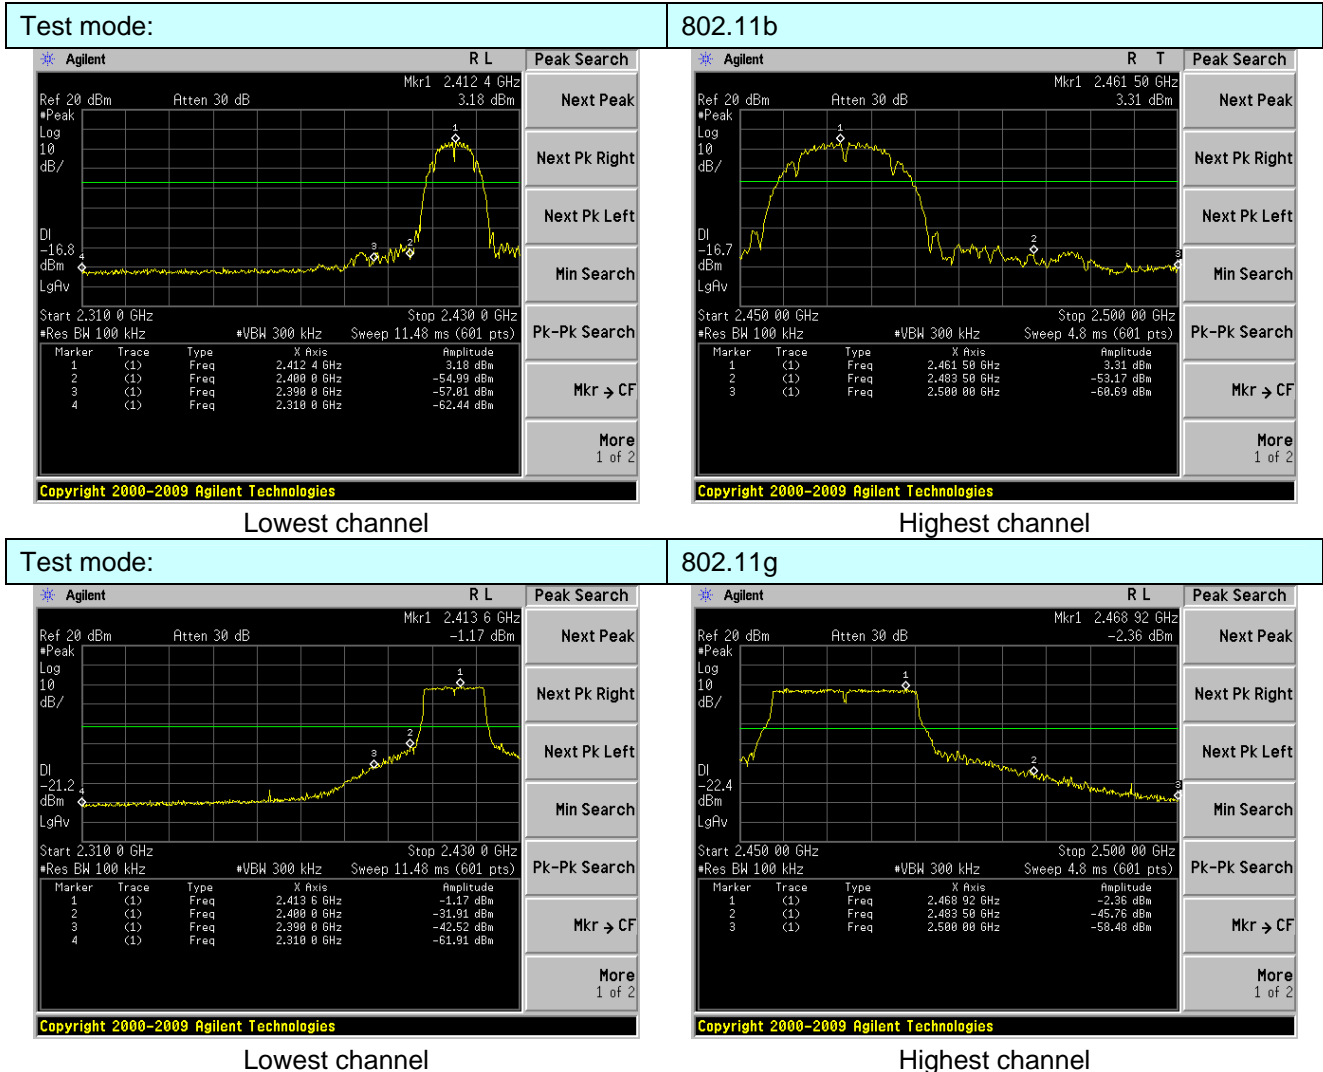 Test mode: 802.11b
Agilent R L Peak Search
Mkr1 2.412 4 GHz
Ref 20 dBm Atten 30 dB 3.18 dBm
#Peak
Log
10
dB/
DI
-16.8
dBm
LgAv
1
2
3
4
Start 2.310 0 GHz Stop 2.430 0 GHz
#Res BW 100 kHz #VBW 300 kHz Sweep 11.48 ms (601 pts)
Marker Trace Type X Axis Amplitude
1 (1) Freq 2.412 4 GHz 3.18 dBm
2 (1) Freq 2.400 0 GHz -54.99 dBm
3 (1) Freq 2.390 0 GHz -57.01 dBm
4 (1) Freq 2.310 0 GHz -62.44 dBm
Next Peak
Next Pk Right
Next Pk Left
Min Search
Pk-Pk Search
Mkr → CF
More
1 of 2
Copyright 2000-2009 Agilent Technologies
Lowest channel
Agilent R T Peak Search
Mkr1 2.461 50 GHz
Ref 20 dBm Atten 30 dB 3.31 dBm
#Peak
Log
10
dB/
DI
-16.7
dBm
LgAv
1
2
3
Start 2.450 00 GHz Stop 2.500 00 GHz
#Res BW 100 kHz #VBW 300 kHz Sweep 4.8 ms (601 pts)
Marker Trace Type X Axis Amplitude
1 (1) Freq 2.461 50 GHz 3.31 dBm
2 (1) Freq 2.483 50 GHz -53.17 dBm
3 (1) Freq 2.500 00 GHz -60.69 dBm
Next Peak
Next Pk Right
Next Pk Left
Min Search
Pk-Pk Search
Mkr → CF
More
1 of 2
Copyright 2000-2009 Agilent Technologies
Highest channel
Test mode: 802.11g
Agilent R L Peak Search
Mkr1 2.413 6 GHz
Ref 20 dBm Atten 30 dB -1.17 dBm
#Peak
Log
10
dB/
DI
-21.2
dBm
LgAv
1
2
3
4
Start 2.310 0 GHz Stop 2.430 0 GHz
#Res BW 100 kHz #VBW 300 kHz Sweep 11.48 ms (601 pts)
Marker Trace Type X Axis Amplitude
1 (1) Freq 2.413 6 GHz -1.17 dBm
2 (1) Freq 2.400 0 GHz -31.91 dBm
3 (1) Freq 2.390 0 GHz -42.52 dBm
4 (1) Freq 2.310 0 GHz -61.91 dBm
Next Peak
Next Pk Right
Next Pk Left
Min Search
Pk-Pk Search
Mkr → CF
More
1 of 2
Copyright 2000-2009 Agilent Technologies
Lowest channel
Agilent R L Peak Search
Mkr1 2.468 92 GHz
Ref 20 dBm Atten 30 dB -2.36 dBm
#Peak
Log
10
dB/
DI
-22.4
dBm
LgAv
1
2
3
Start 2.450 00 GHz Stop 2.500 00 GHz
#Res BW 100 kHz #VBW 300 kHz Sweep 4.8 ms (601 pts)
Marker Trace Type X Axis Amplitude
1 (1) Freq 2.468 92 GHz -2.36 dBm
2 (1) Freq 2.483 50 GHz -45.76 dBm
3 (1) Freq 2.500 00 GHz -58.48 dBm
Next Peak
Next Pk Right
Next Pk Left
Min Search
Pk-Pk Search
Mkr → CF
More
1 of 2
Copyright 2000-2009 Agilent Technologies
Highest channel